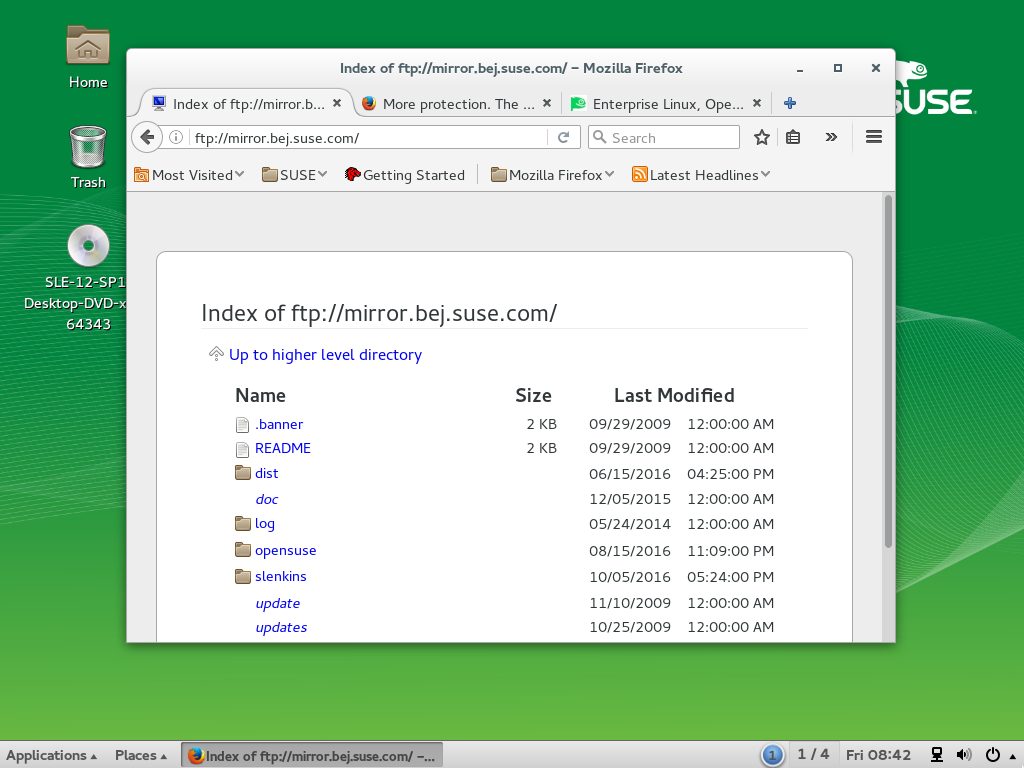 Home
Trash
SLE-12-SP1
Desktop-DVD-x
64343
SUSE
Index of ftp://mirror.bej.suse.com/ – Mozilla Firefox
Index of ftp://mirror.b...
More protection. The ...
Enterprise Linux, Ope...
ftp://mirror.bej.suse.com/
Search
Most Visited
SUSE
Getting Started
Mozilla Firefox
Latest Headlines
Index of ftp://mirror.bej.suse.com/
Up to higher level directory
Name Size Last Modified
.banner 2 KB 09/29/2009 12:00:00 AM
README 2 KB 09/29/2009 12:00:00 AM
dist 06/15/2016 04:25:00 PM
doc 12/05/2015 12:00:00 AM
log 05/24/2014 12:00:00 AM
opensuse 08/15/2016 11:09:00 PM
slenkins 10/05/2016 05:24:00 PM
update 11/10/2009 12:00:00 AM
updates 10/25/2009 12:00:00 AM
Applications Places Index of ftp://mirror.bej.suse.com/ –... 1 1 / 4 Fri 08:42